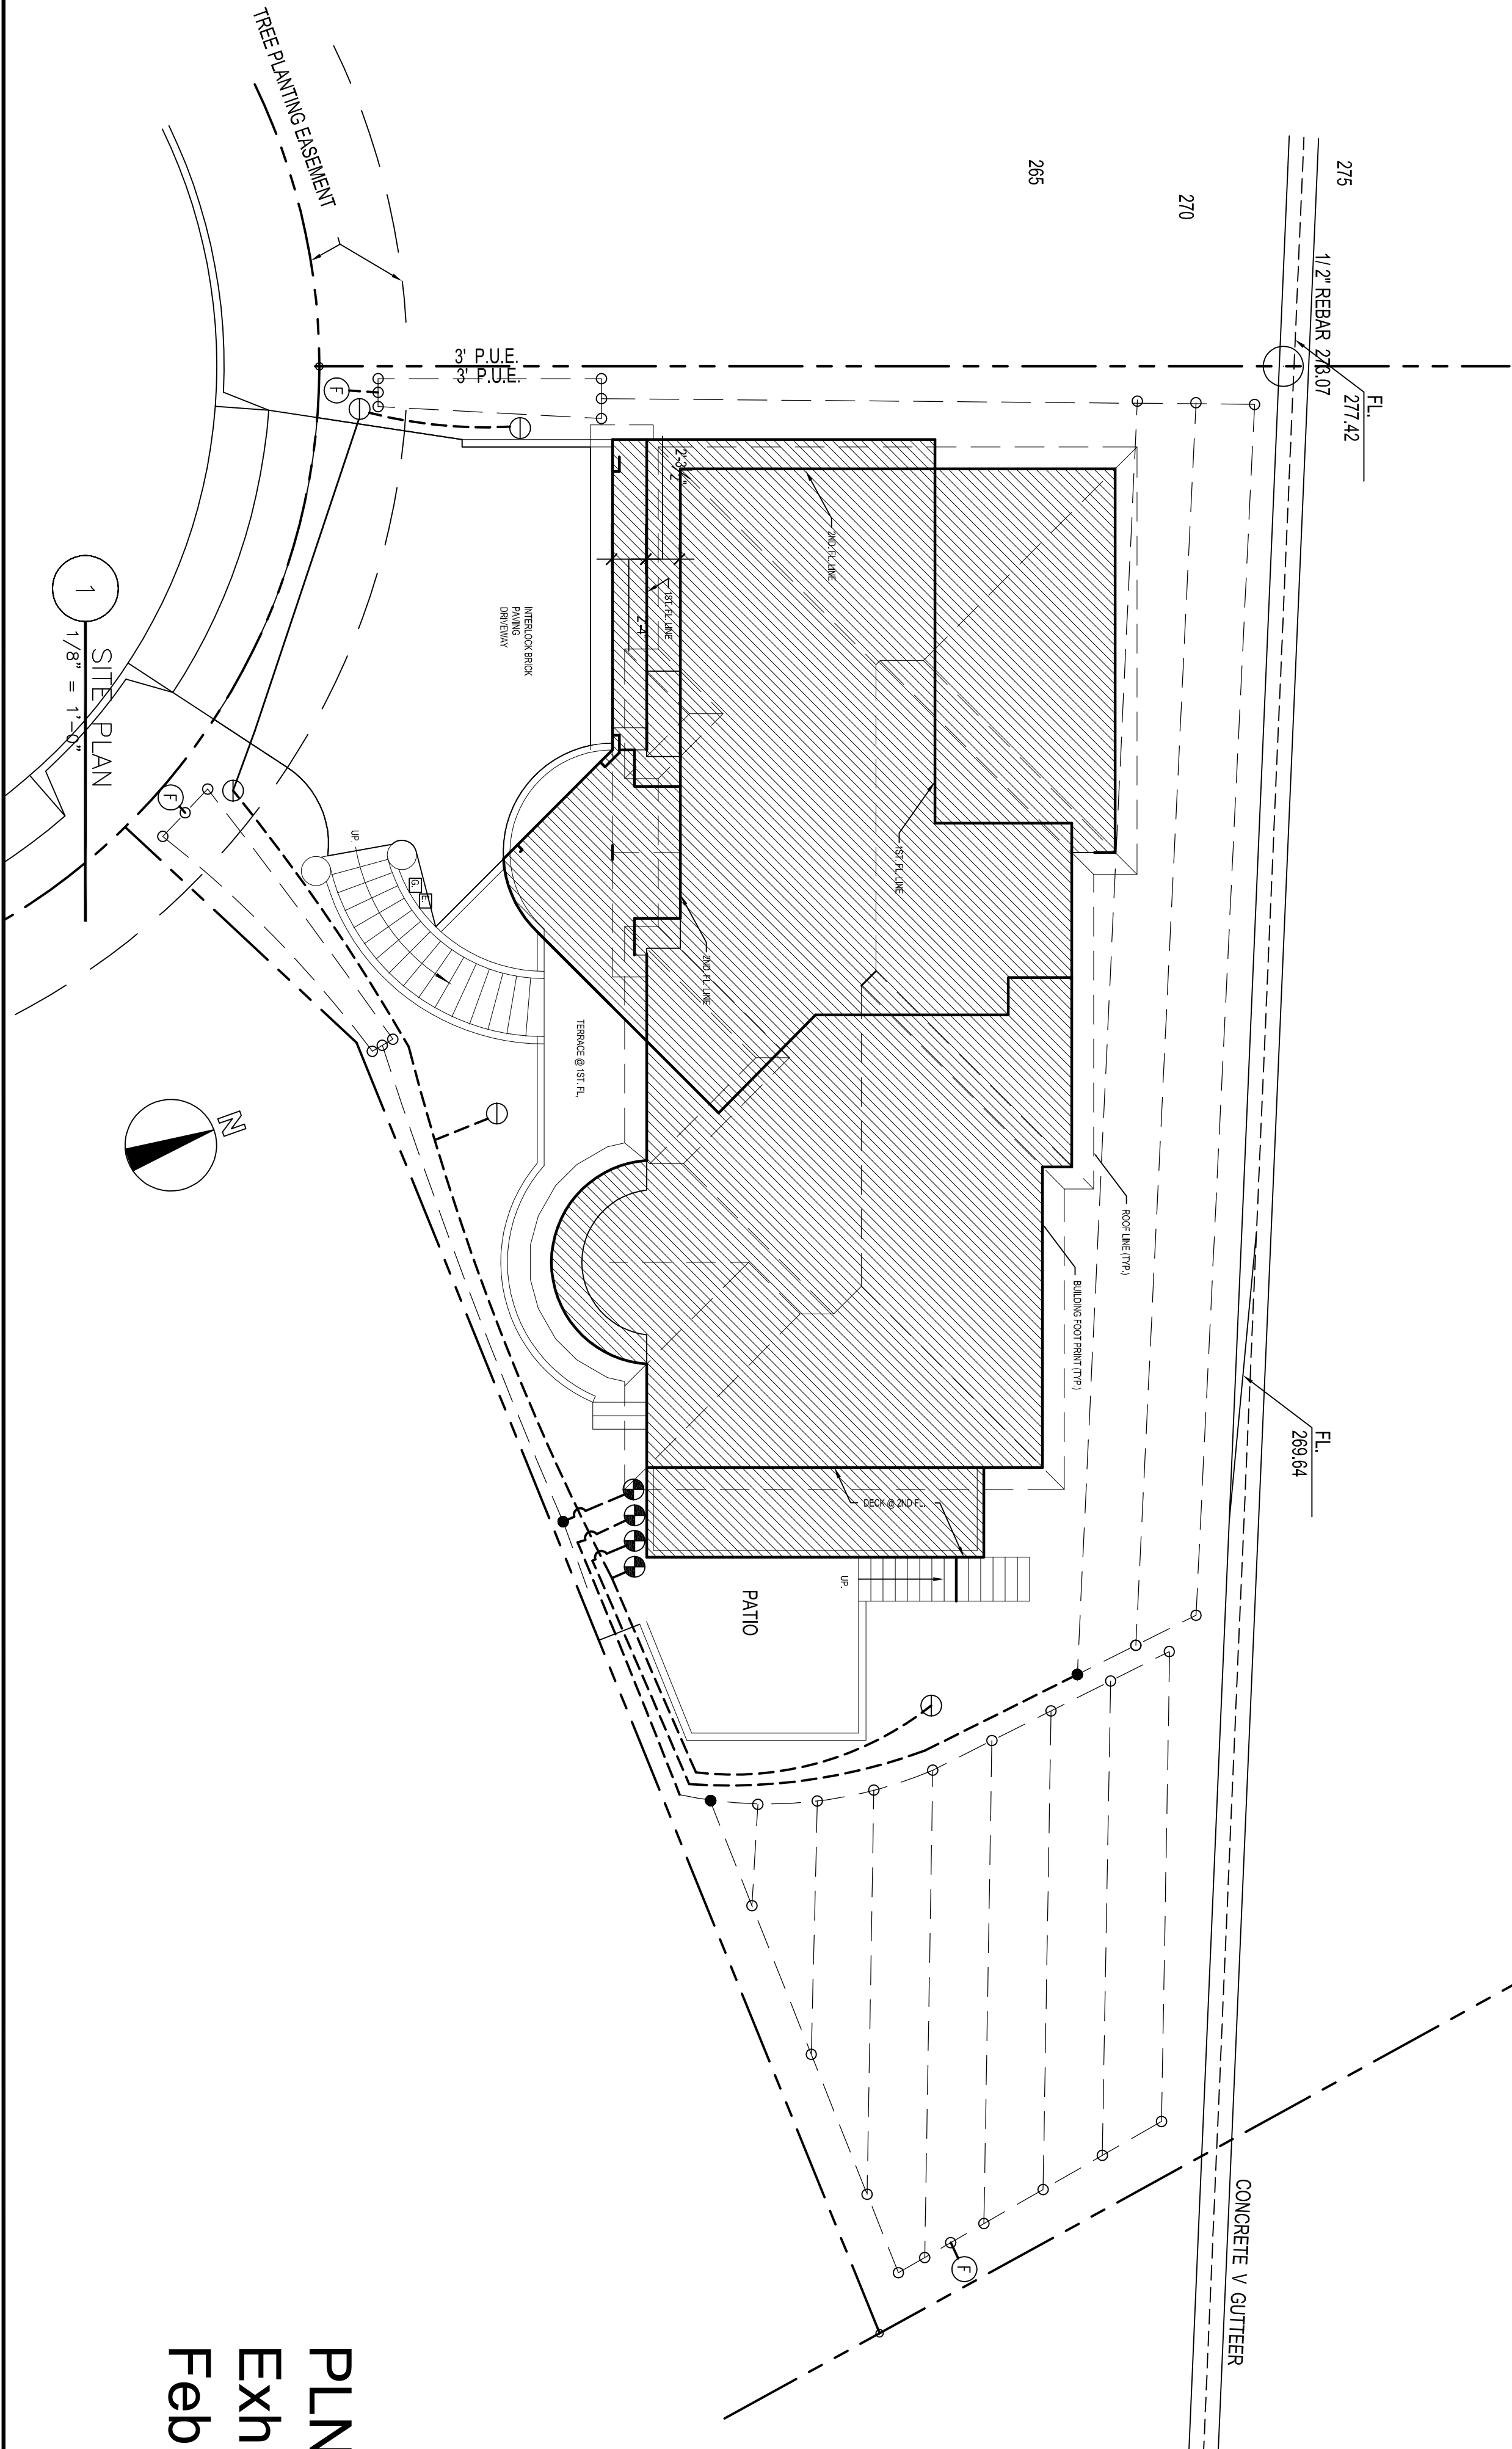 TREE PLANTING EASEMENT
265
270
275
1/2" REBAR 273.07
FL.
277.42
3' P.U.E.
3' P.U.E.
F
2ND. FL. LINE
1ST. FL. LINE
2'-4
INTERLOCK BRICK
PAVING
DRIVEWAY
1
SITE PLAN
1/8" = 1'-0"
F
UP.
G.
E.
1ST. FL. LINE
2ND. FL. LINE
TERRACE @ 1ST. FL.
N
ROOF LINE (TYP.)
BUILDING FOOT PRINT (TYP.)
FL.
269.64
DECK @ 2ND FL.
UP.
PATIO
F
CONCRETE V GUTTEER
PLN
Exh
Feb